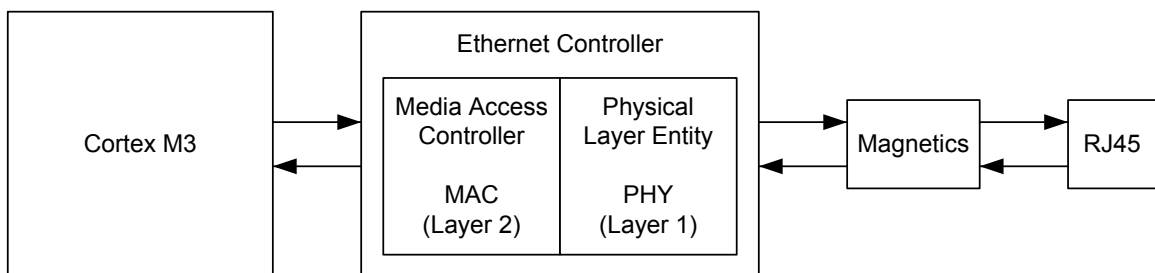 Cortex M3
Ethernet Controller
Media Access
Controller
MAC
(Layer 2)
Physical
Layer Entity
PHY
(Layer 1)
Magnetics
RJ45